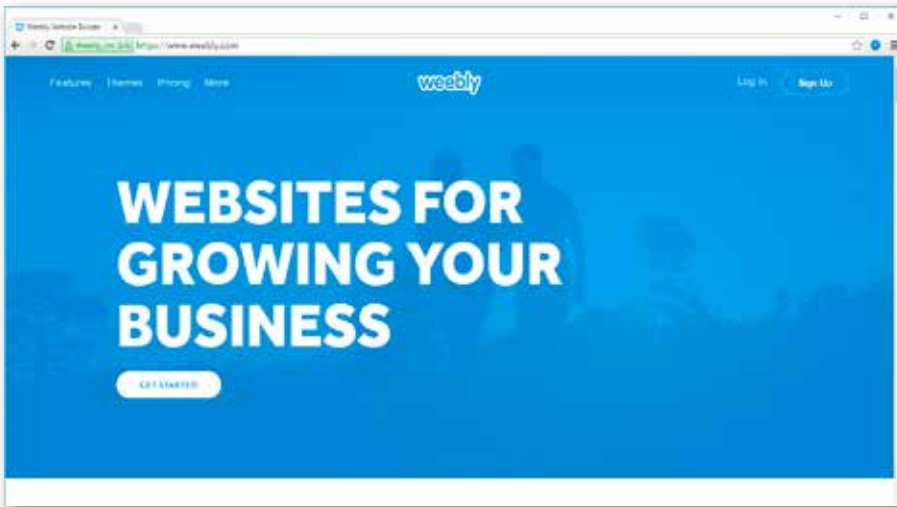 Weebly Website Builder
https://www.weebly.com
Features Themes Pricing More
weebly
Log In Sign Up
WEBSITES FOR
GROWING YOUR
BUSINESS
GET STARTED